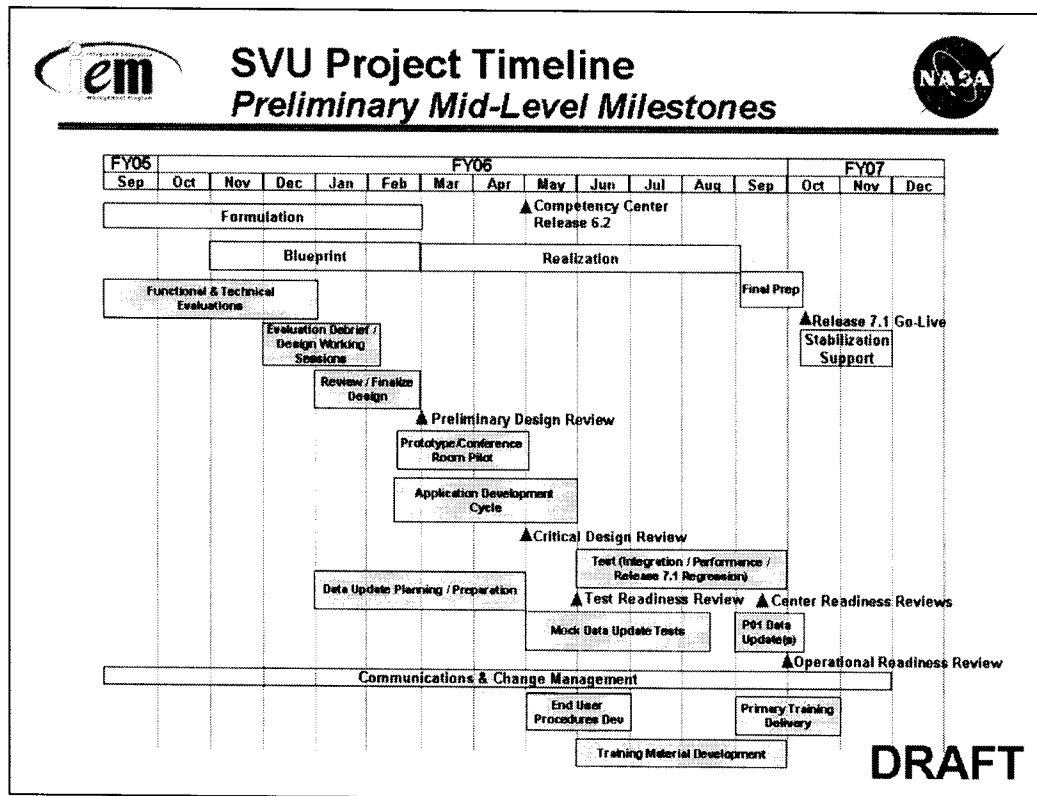 iem
SVU Project Timeline
Preliminary Mid-Level Milestones
NASA
FY05 FY06 FY07
Sep Oct Nov Dec Jan Feb Mar Apr May Jun Jul Aug Sep Oct Nov Dec
Formulation
Competency Center
Release 6.2
Blueprint
Realization
Functional & Technical
Evaluations
Final Prep
Release 7.1 Go-Live
Evaluation Debrief /
Design Working
Sessions
Stabilization
Support
Review / Finalize
Design
Preliminary Design Review
Prototype/Conference
Room Pilot
Application Development
Cycle
Critical Design Review
Test (Integration / Performance /
Release 7.1 Regression)
Data Update Planning / Preparation
Test Readiness Review
Center Readiness Reviews
Mock Data Update Tests
P01 Data
Update(s)
Operational Readiness Review
Communications & Change Management
End User
Procedures Dev
Primary Training
Delivery
Training Material Development
DRAFT